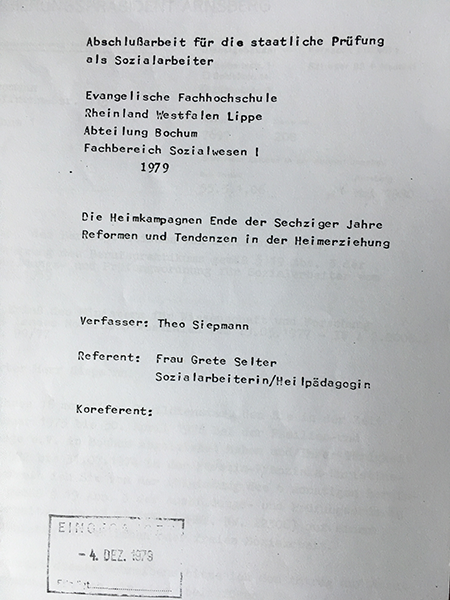 Abschlußarbeit für die staatliche Prüfung
als Sozialarbeiter
Evangelische Fachhochschule
Rheinland Westfalen Lippe
Abteilung Bochum
Fachbereich Sozialwesen I
1979
Die Heimkampagnen Ende der Sechziger Jahre
Reformen und Tendenzen in der Heimerziehung
Verfasser: Theo Siepmann
Referent: Frau Grete Selter
Sozialarbeiterin/Heilpädagogin
Koreferent:
- 4. DEZ. 1979